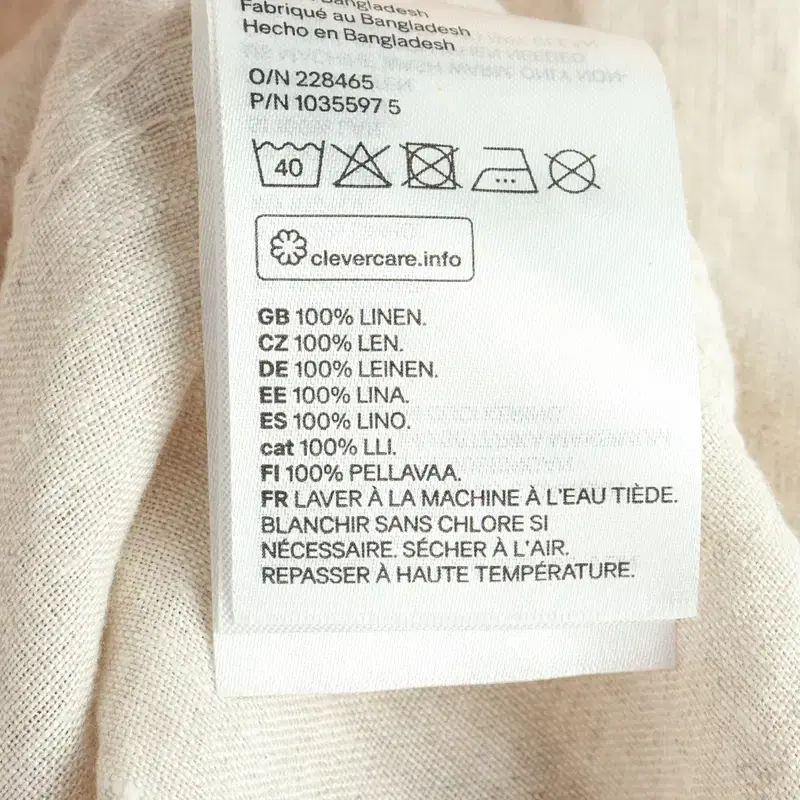 Bangladesh
Fabriqué au Bangladesh
Hecho en Bangladesh
O/N 228465
P/N 1035597 5
40
clevercare.info
GB 100% LINEN.
CZ 100% LEN.
DE 100% LEINEN.
EE 100% LINA.
ES 100% LINO.
cat 100% LLI.
FI 100% PELLAVAA.
FR LAVER À LA MACHINE À L'EAU TIÈDE.
BLANCHIR SANS CHLORE SI
NÉCESSAIRE. SÉCHER À L'AIR.
REPASSER À HAUTE TEMPÉRATURE.